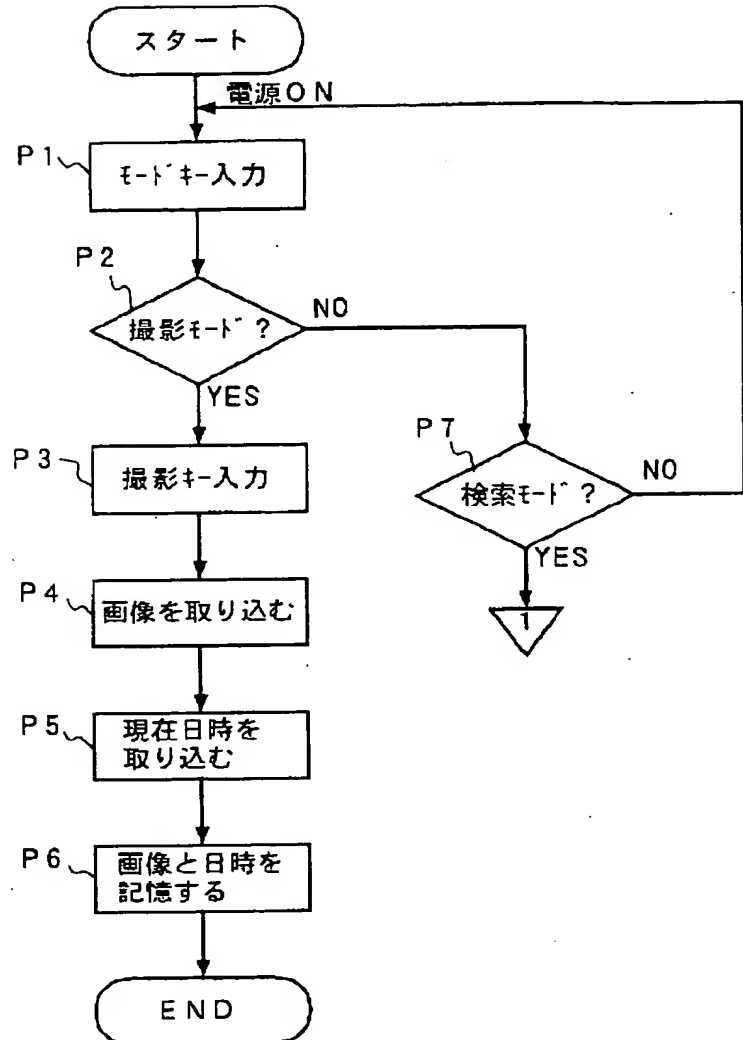 スタート
電源ON
P1
モードキー入力
P2
撮影モード?
NO
YES
P3
撮影キー入力
P7
検索モード?
NO
YES
P4
画像を取り込む
1
P5
現在日時を
取り込む
P6
画像と日時を
記憶する
END